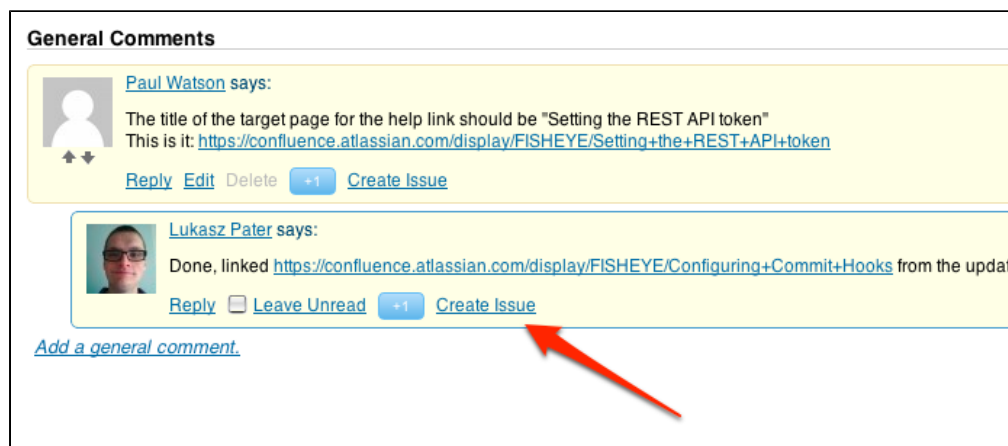 General Comments
Paul Watson says:
The title of the target page for the help link should be "Setting the REST API token"
This is it: https://confluence.atlassian.com/display/FISHEYE/Setting+the+REST+API+token
Reply Edit Delete +1 Create Issue
Lukasz Pater says:
Done, linked https://confluence.atlassian.com/display/FISHEYE/Configuring+Commit+Hooks from the updat
Reply Leave Unread +1 Create Issue
Add a general comment.